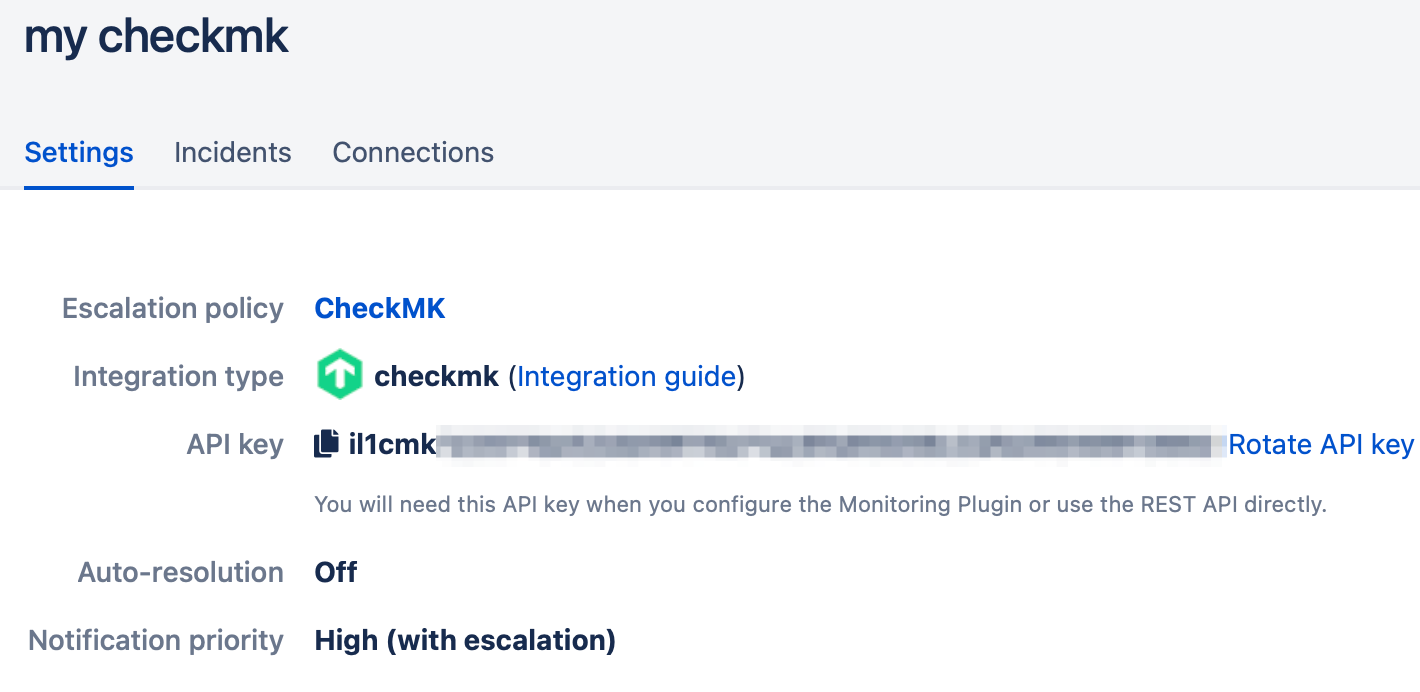 my checkmk
Settings Incidents Connections
Escalation policy CheckMK
Integration type checkmk (Integration guide)
API key il1cmk Rotate API key
You will need this API key when you configure the Monitoring Plugin or use the REST API directly.
Auto-resolution Off
Notification priority High (with escalation)